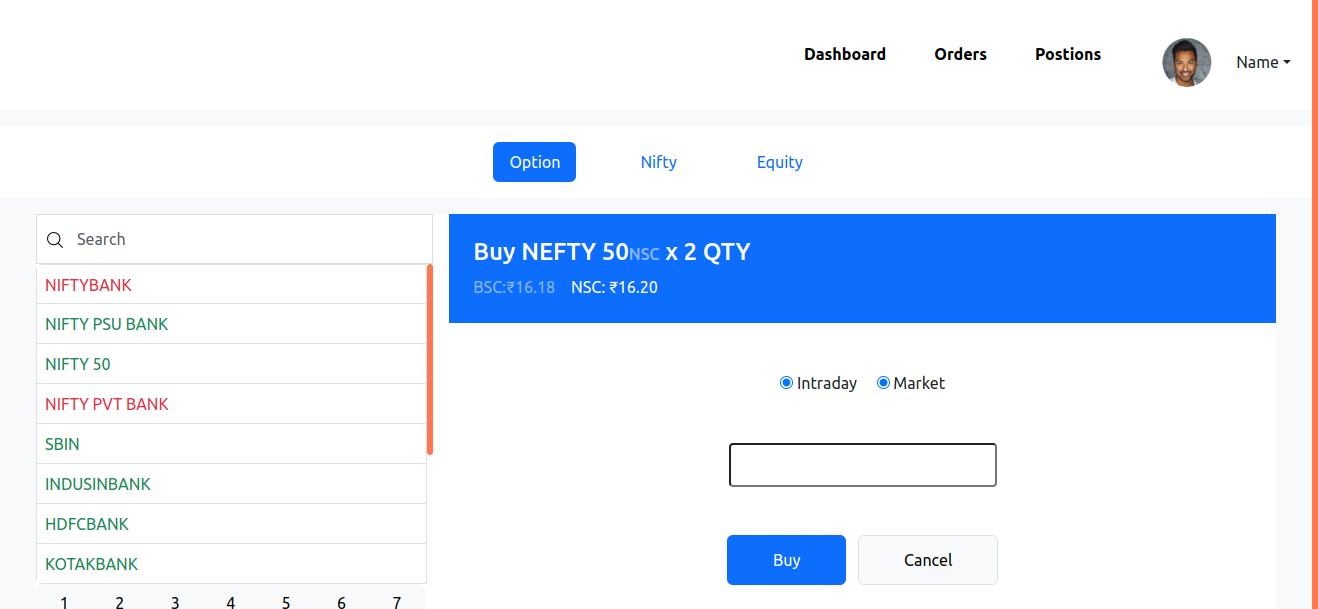 Dashboard Orders Postions Name
Option Nifty Equity
Search
NIFTYBANK
NIFTY PSU BANK
NIFTY 50
NIFTY PVT BANK
SBIN
INDUSINBANK
HDFCBANK
KOTAKBANK
1 2 3 4 5 6 7
Buy NEFTY 50NSC x 2 QTY
BSC:₹16.18 NSC: ₹16.20
Intraday Market
Buy Cancel